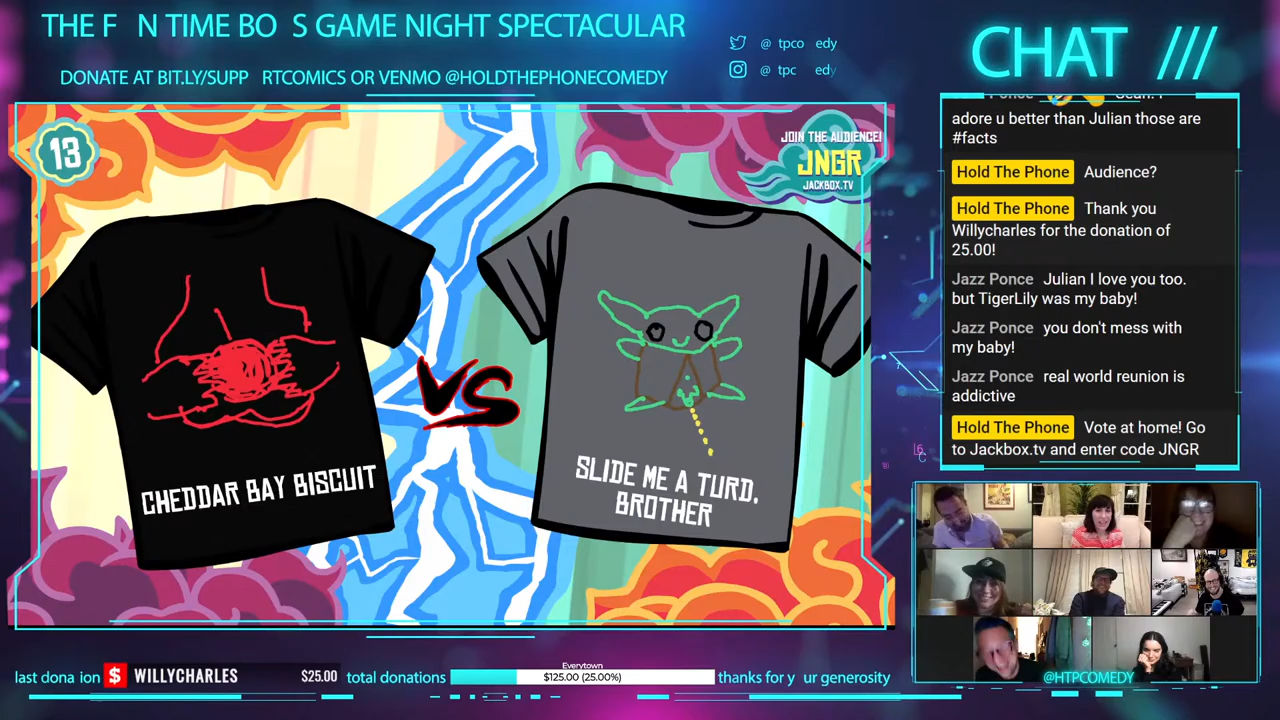 THE F N TIME BO S GAME NIGHT SPECTACULAR
DONATE AT BIT.LY/SUPP RTCOMICS OR VENMO @HOLDTHEPHONECOMEDY
@ tpco edy
@ tpc edy
CHAT ///
13
JOIN THE AUDIENCE!
JNGR
JACKBOX.TV
CHEDDAR BAY BISCUIT
VS
SLIDE ME A TURD,
BROTHER
adore u better than Julian those are
#facts
Hold The Phone Audience?
Hold The Phone Thank you
Willycharles for the donation of
25.00!
Jazz Ponce Julian I love you too.
but TigerLily was my baby!
Jazz Ponce you don't mess with
my baby!
Jazz Ponce real world reunion is
addictive
Hold The Phone Vote at home! Go
to Jackbox.tv and enter code JNGR
@HTPCOMEDY
last dona ion $ WILLYCHARLES $25.00
total donations
Everytown
$125.00 (25.00%)
thanks for y ur generosity